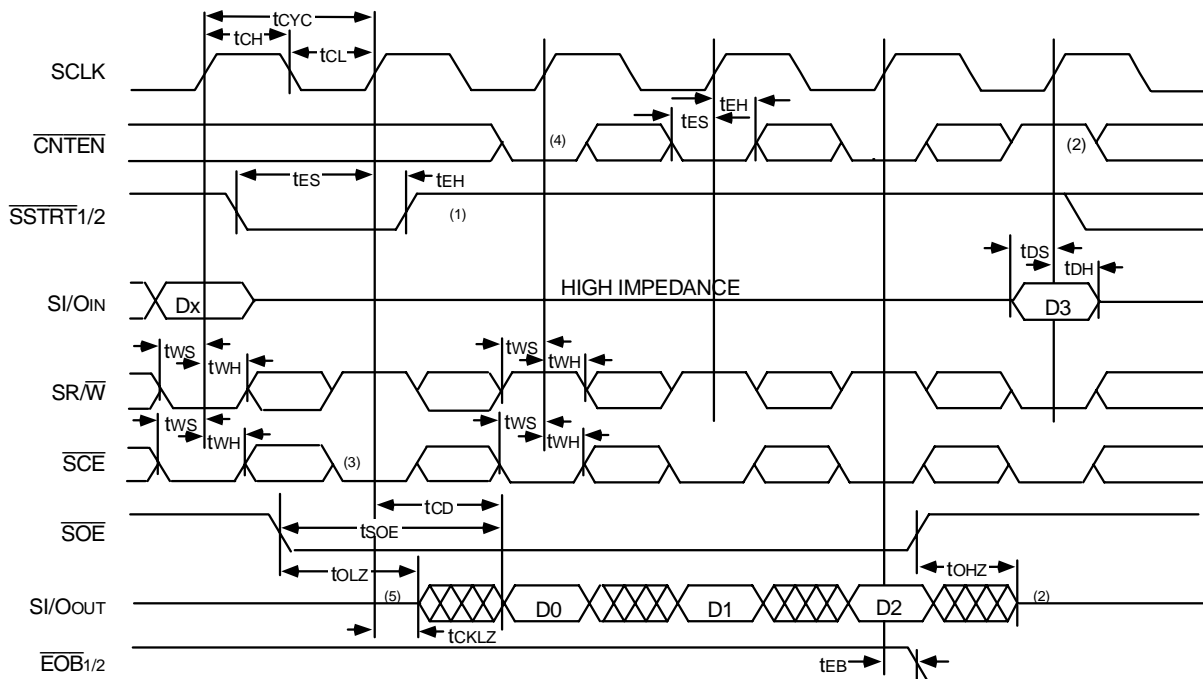 tCYC
tCH
tCL
SCLK
tEH
tES
CNTEN
(4)
(2)
tES
tEH
SSTRT1/2
(1)
tDS
tDH
SI/OIN
Dx
HIGH IMPEDANCE
D3
tWS
tWH
tWS
tWH
SR/W
tWS
tWH
tWS
tWH
SCE
(3)
tCD
SOE
tSOE
tOLZ
tOHZ
SI/OOUT
(5)
D0
D1
D2
(2)
tCKLZ
EOB1/2
tEB